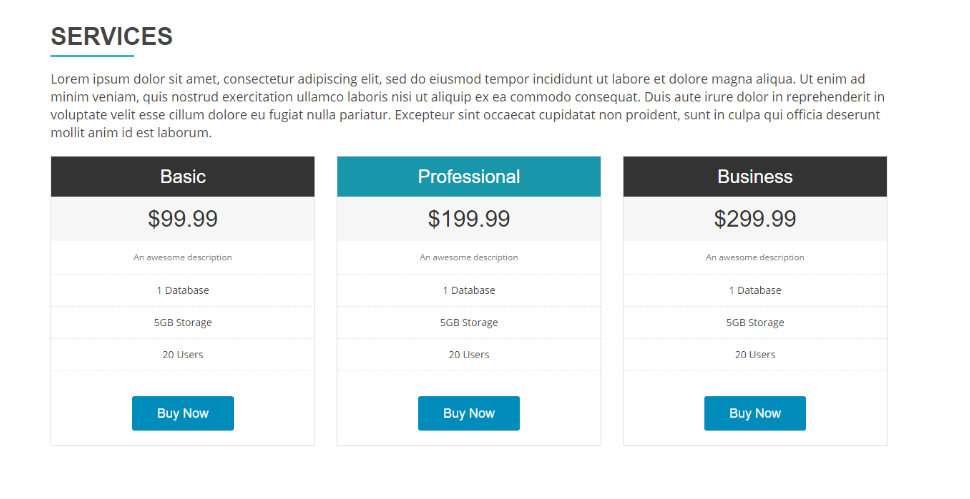 SERVICES
Lorem ipsum dolor sit amet, consectetur adipiscing elit, sed do eiusmod tempor incididunt ut labore et dolore magna aliqua. Ut enim ad
minim veniam, quis nostrud exercitation ullamco laboris nisi ut aliquip ex ea commodo consequat. Duis aute irure dolor in reprehenderit in
voluptate velit esse cillum dolore eu fugiat nulla pariatur. Excepteur sint occaecat cupidatat non proident, sunt in culpa qui officia deserunt
mollit anim id est laborum.
Basic
$99.99
An awesome description
1 Database
5GB Storage
20 Users
Buy Now
Professional
$199.99
An awesome description
1 Database
5GB Storage
20 Users
Buy Now
Business
$299.99
An awesome description
1 Database
5GB Storage
20 Users
Buy Now